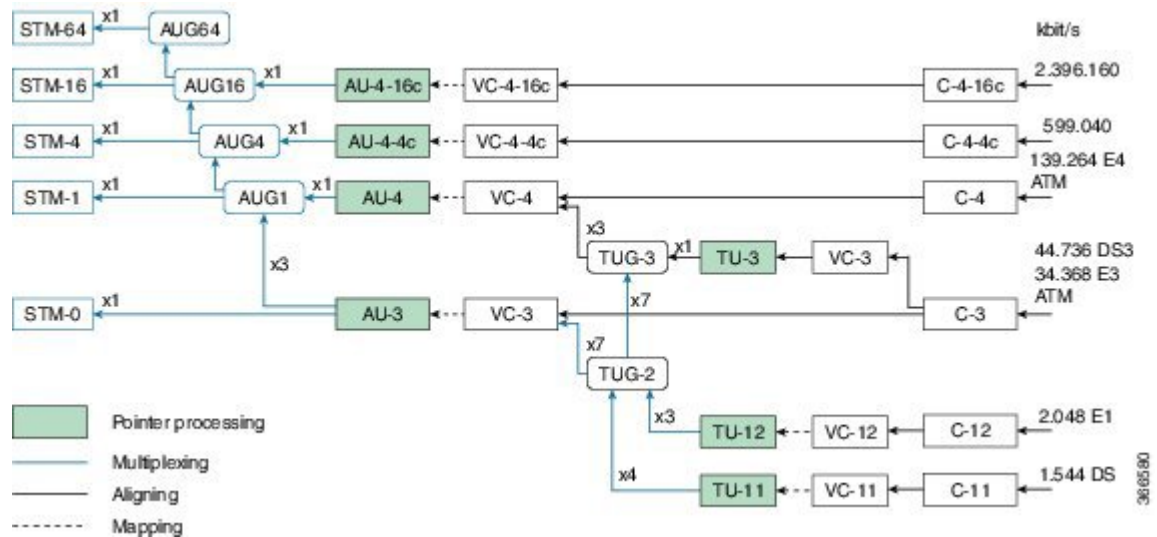 STM-64 x1 AUG64 kbit/s
STM-16 x1 AUG16 x1 AU-4-16c VC-4-16c C-4-16c 2.396.160
STM-4 x1 AUG4 x1 AU-4-4c VC-4-4c C-4-4c 599.040
139.264 E4
STM-1 x1 AUG1 x1 AU-4 VC-4 C-4 ATM
x3 TUG-3 x1 TU-3 VC-3 44.736 DS3
x3 34.368 E3
x7 ATM
STM-0 x1 AU-3 VC-3 C-3
x7
TUG-2
Pointer processing x3 TU-12 VC-12 C-12 2.048 E1
Multiplexing
x4 TU-11 VC-11 C-11 1.544 DS
Aligning
Mapping
366580